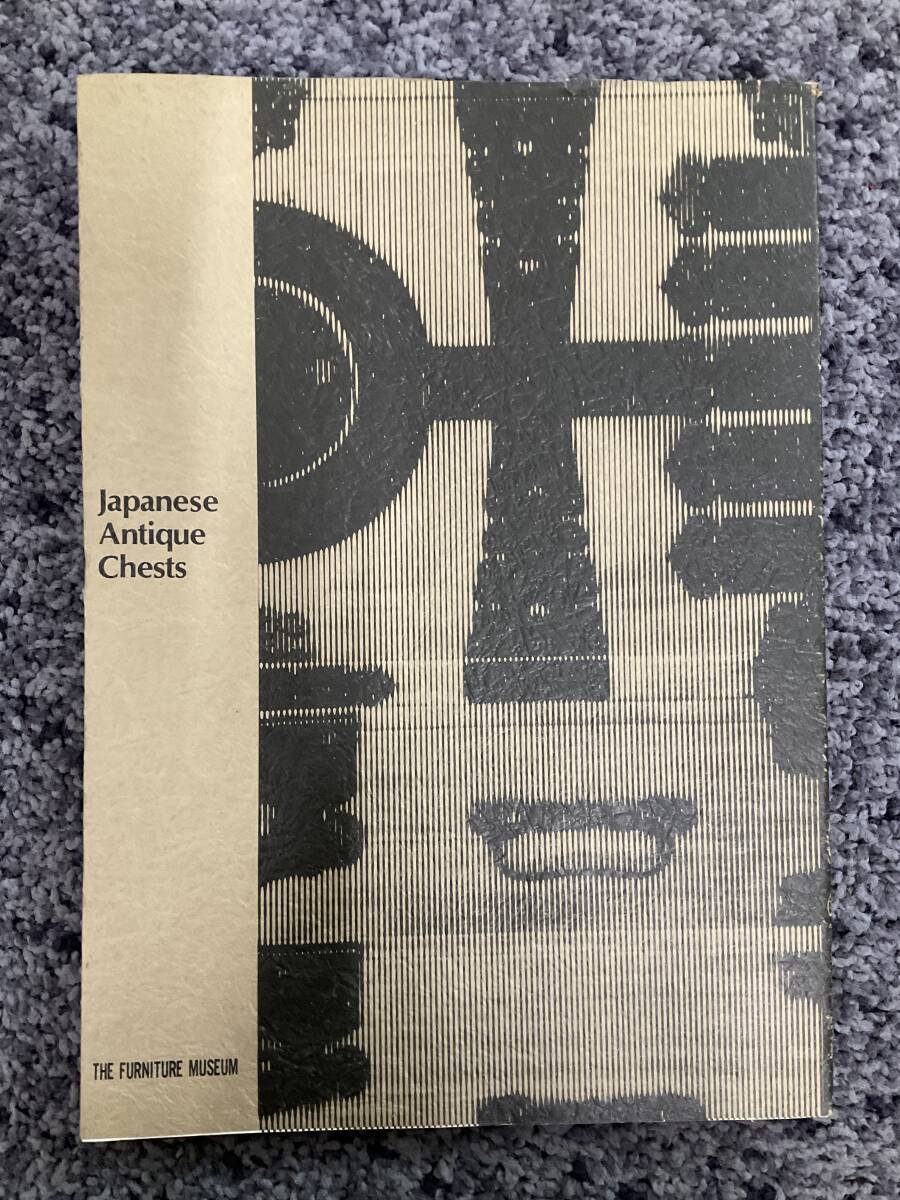 Japanese
Antique
Chests
THE FURNITURE MUSEUM